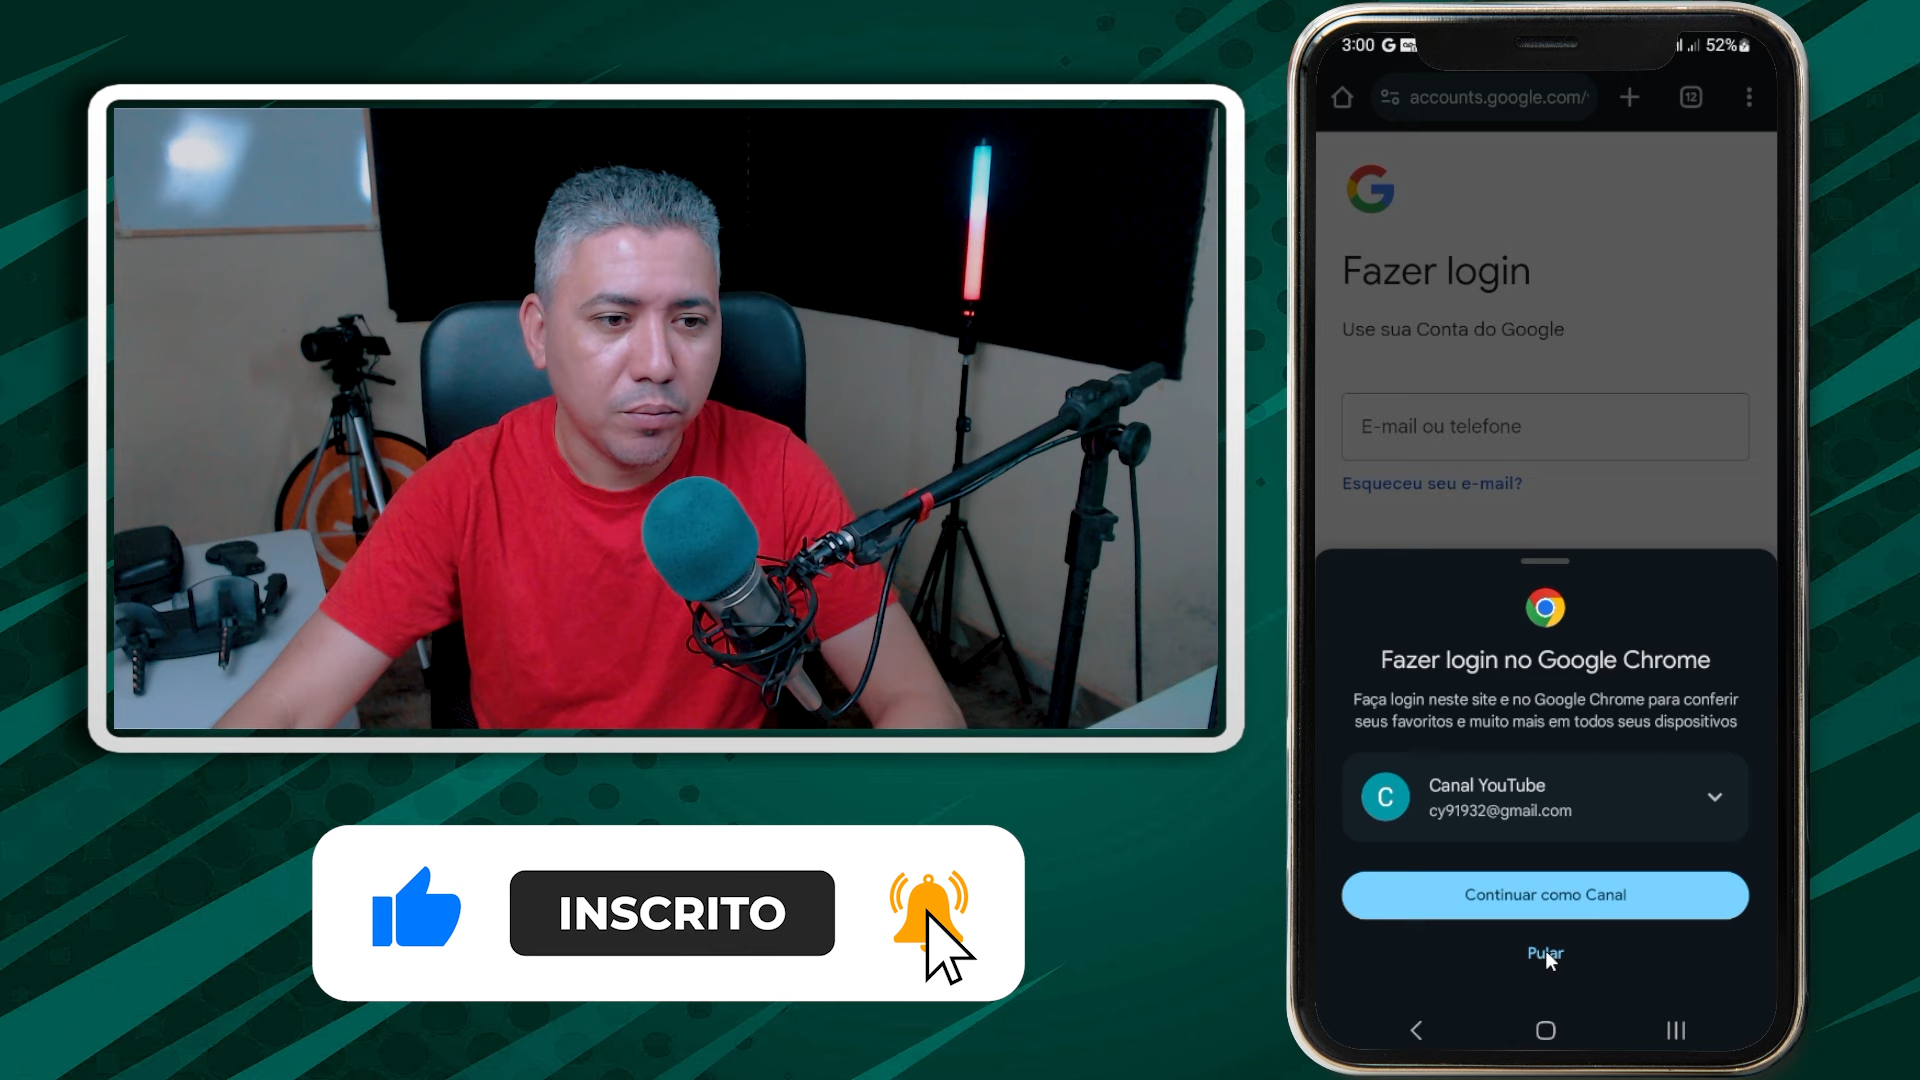 3:00
52%
accounts.google.com/
12
Fazer login
Use sua Conta do Google
E-mail ou telefone
Esqueceu seu e-mail?
Fazer login no Google Chrome
Faça login neste site e no Google Chrome para conferir
seus favoritos e muito mais em todos seus dispositivos
C
Canal YouTube
cy91932@gmail.com
Continuar como Canal
Pular
INSCRITO